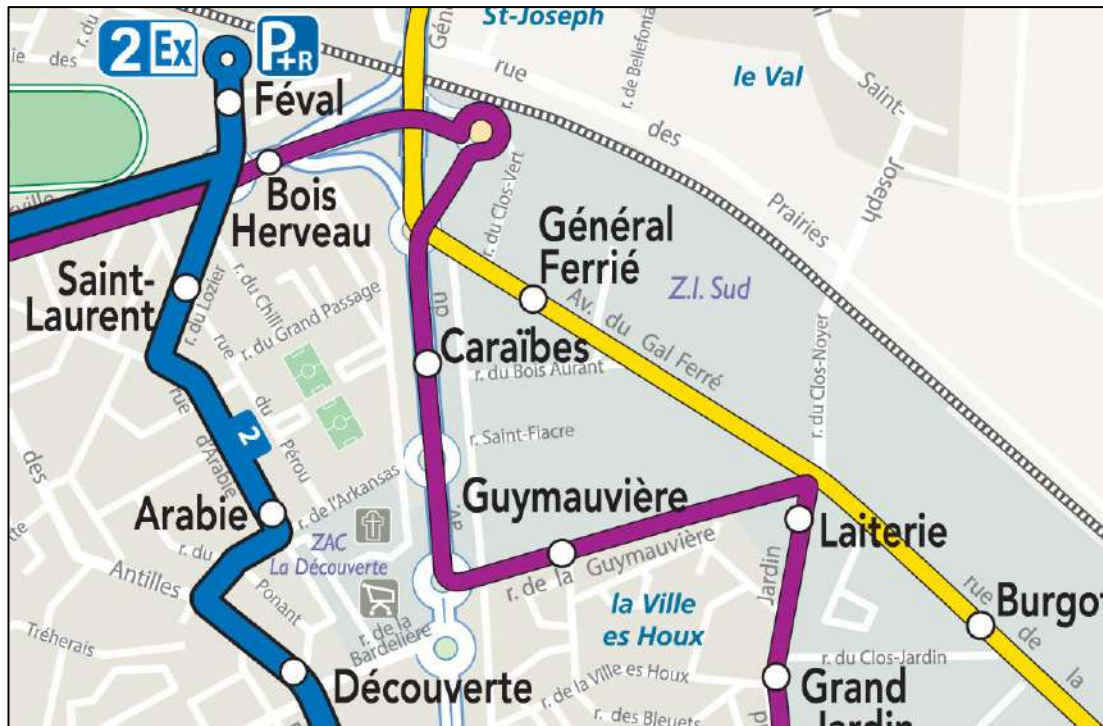 St-Joseph
2 Ex
P+R
Féval
r. de Bellefonta
le Val
Saint-
Joseph
rue
des
Prairies
r. du Clos-Vert
Bois
Herveau
Général
Ferrié
Z.I. Sud
Av. du Gal Ferré
Saint-
Laurent
r. du Lozier
r. du Chili
r. du Grand Passage
rue
du
Pérou
Caraïbes
r. du Bois Aurant
r. du Clos-Noyer
rue
d'Arabie
2
r. Saint-Fiacre
des
Antilles
Arabie
r. de l'Arkansas
Guymauvière
Laiterie
r. du
Ponant
ZAC
La Découverte
r. de la Guymauvière
Jardin
rue
de
la
Burgo
la Ville
es Houx
Tréherais
r. de la
Bardelière
Découverte
r. du Clos-Jardin
r. de la Ville es Houx
Grand
Jardin
r. des Bleuets